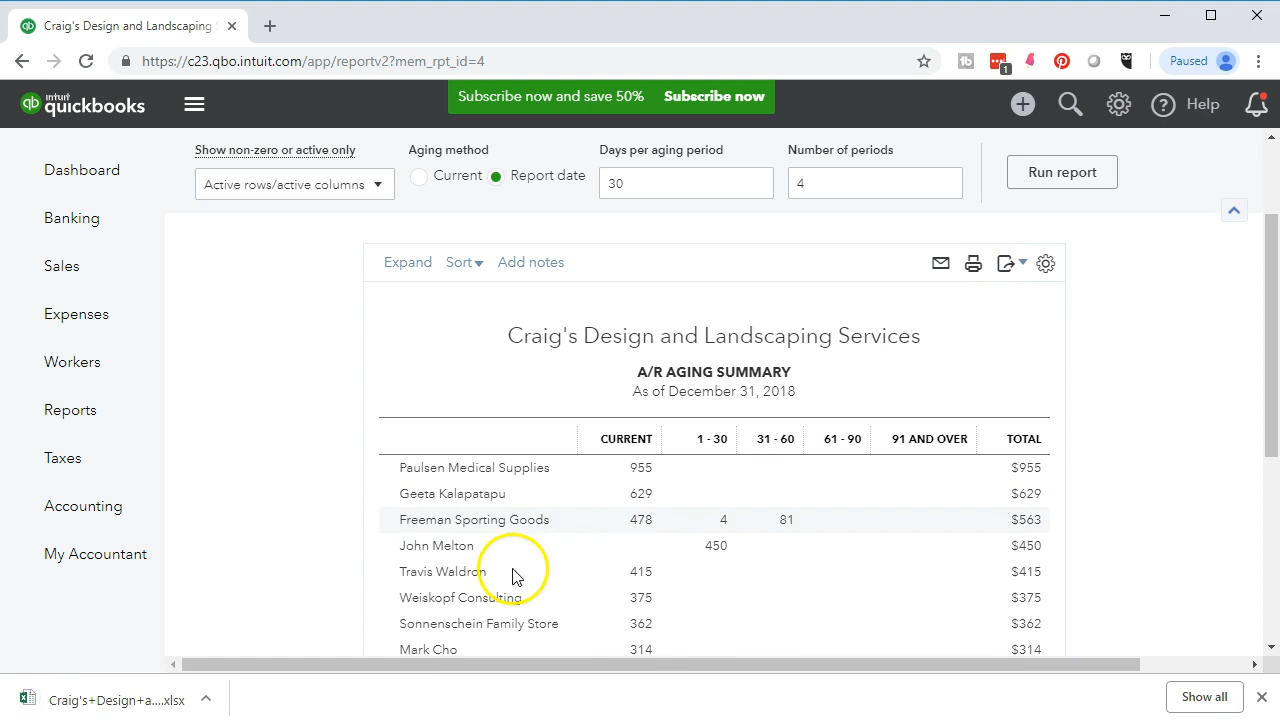 Craig's Design and Landscaping S
https://c23.qbo.intuit.com/app/reportv2?memrpt_id=4
1
Paused
intuit quickbooks
Subscribe now and save 50% Subscribe now
Help
Dashboard
Banking
Sales
Expenses
Workers
Reports
Taxes
Accounting
My Accountant
Show non-zero or active only Aging method Days per aging period Number of periods
Active rows/active columns Current Report date 30 4 Run report
Expand Sort Add notes
Craig's Design and Landscaping Services
A/R AGING SUMMARY
As of December 31, 2018
CURRENT 1 - 30 31 - 60 61 - 90 91 AND OVER TOTAL
Paulsen Medical Supplies 955 $955
Geeta Kalapatapu 629 $629
Freeman Sporting Goods 478 4 81 $563
John Melton 450 $450
Travis Waldron 415 $415
Weiskopf Consulting 375 $375
Sonnenschein Family Store 362 $362
Mark Cho 314 $314
Craig's+Design+a....xlsx Show all